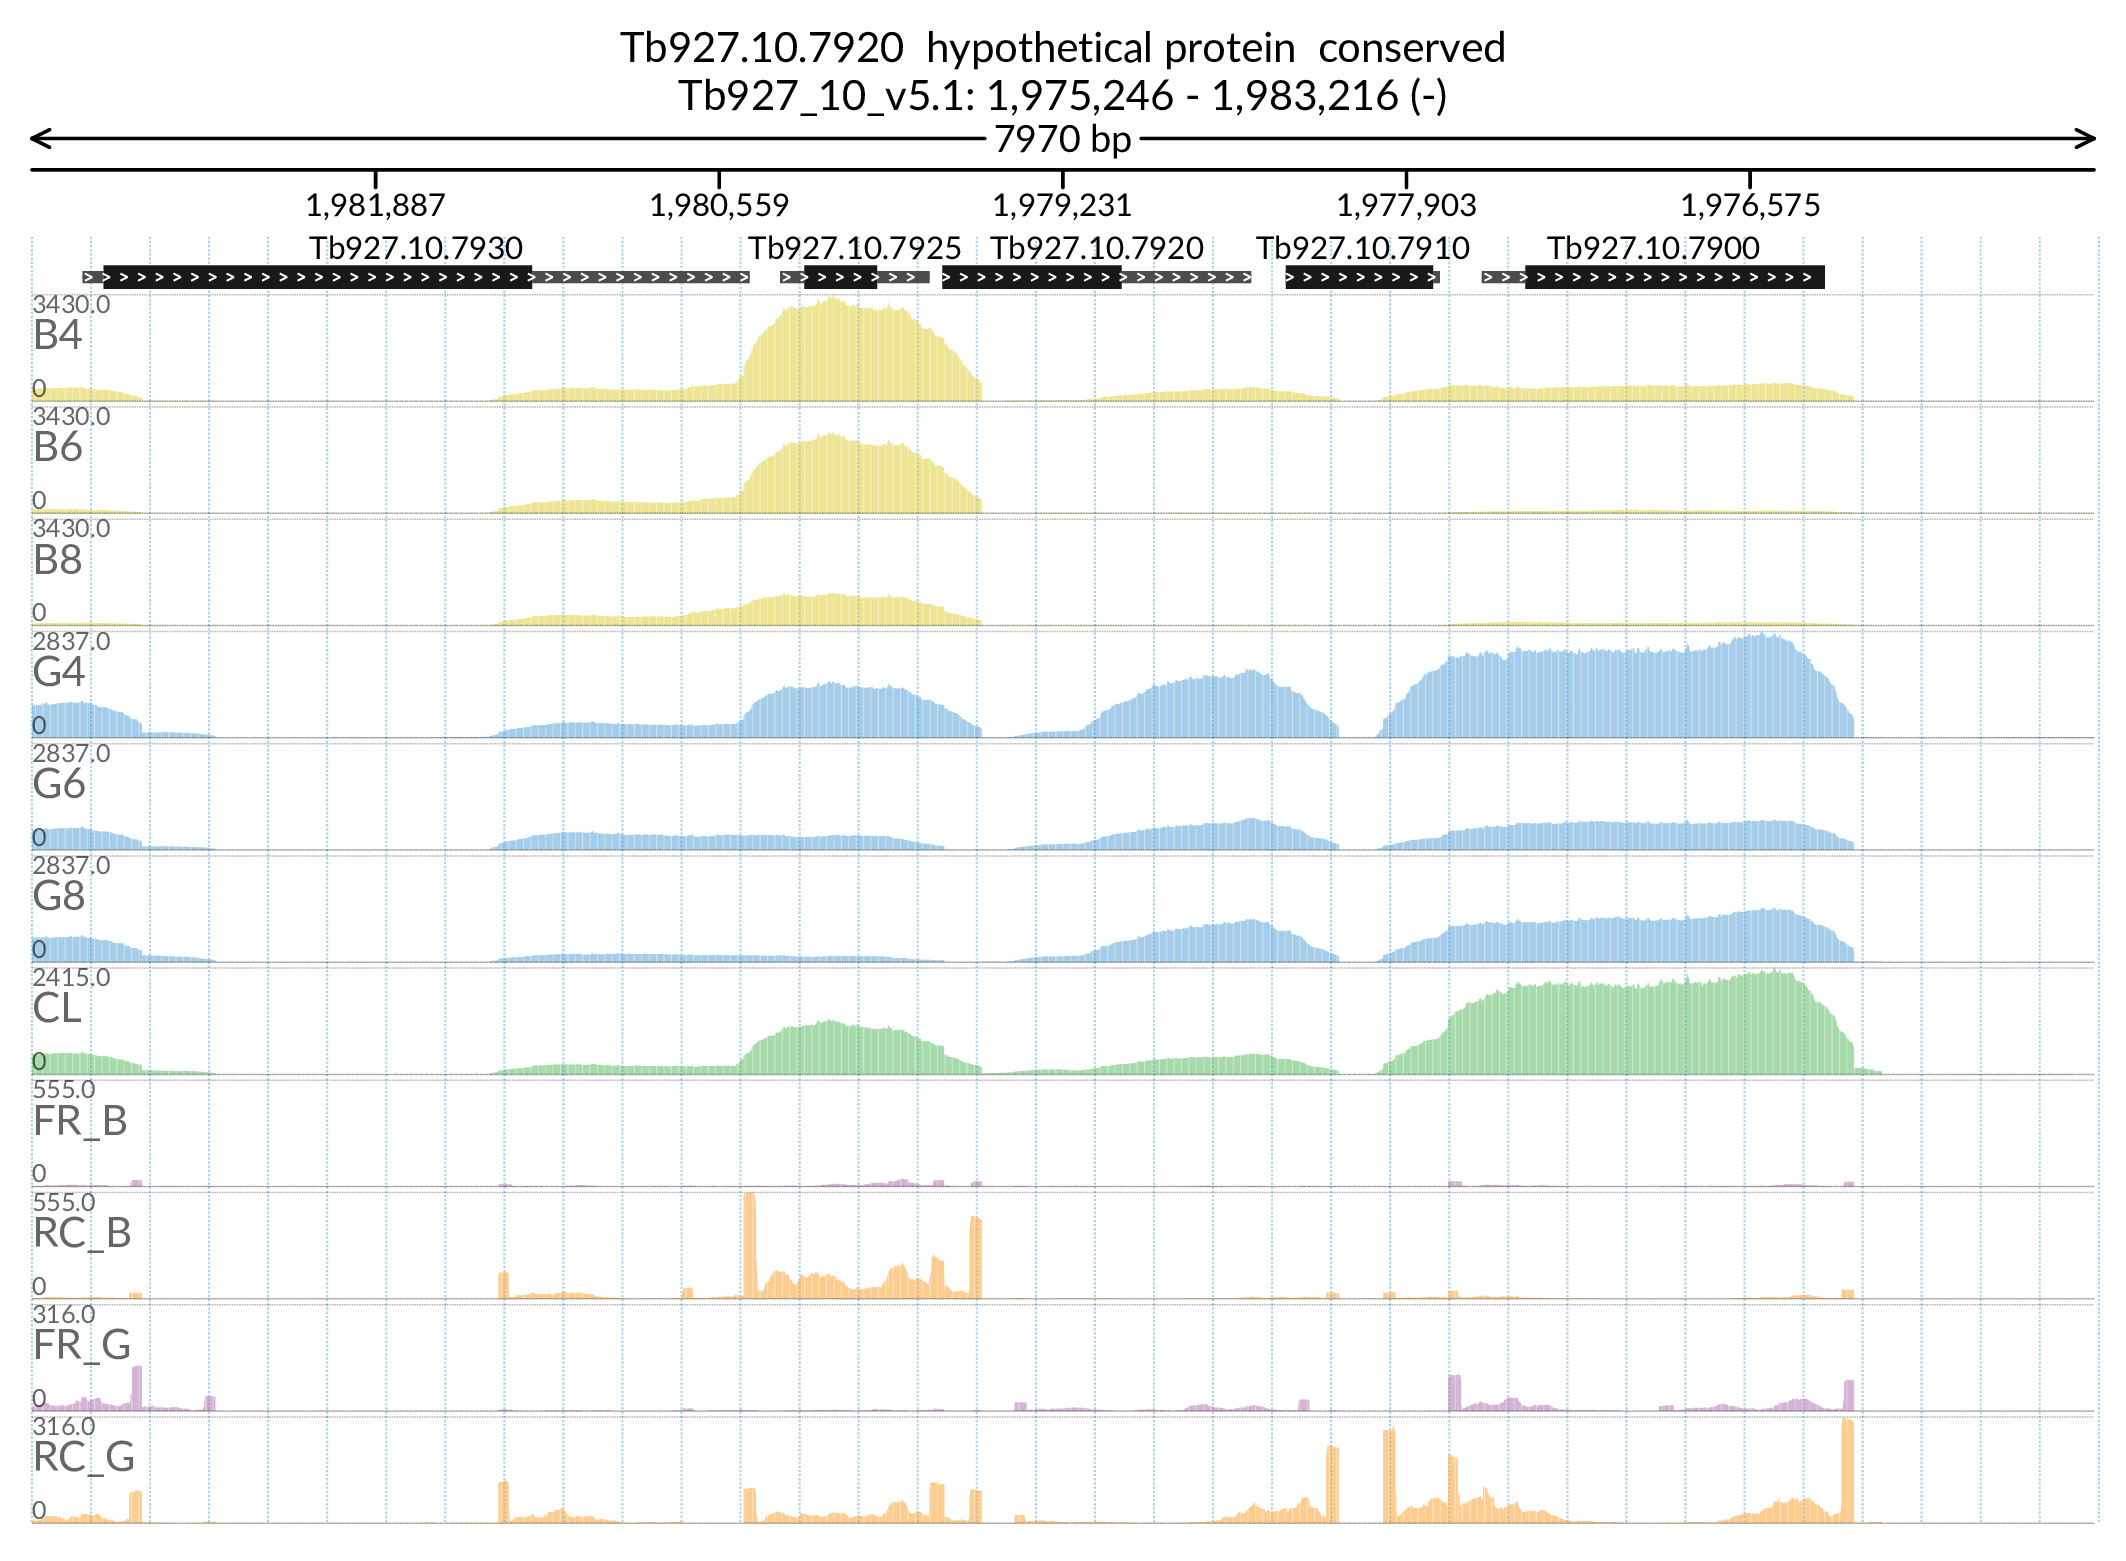 Tb927.10.7920  hypothetical protein  conserved
Tb927_10_v5.1: 1,975,246 - 1,983,216 (-)
7970 bp
1,981,887 1,980,559 1,979,231 1,977,903 1,976,575
Tb927.10.7930 Tb927.10.7925 Tb927.10.7920 Tb927.10.7910 Tb927.10.7900
3430.0
B4
0
3430.0
B6
0
3430.0
B8
0
2837.0
G4
0
2837.0
G6
0
2837.0
G8
0
2415.0
CL
0
555.0
FR_B
0
555.0
RC_B
0
316.0
FR_G
0
316.0
RC_G
0